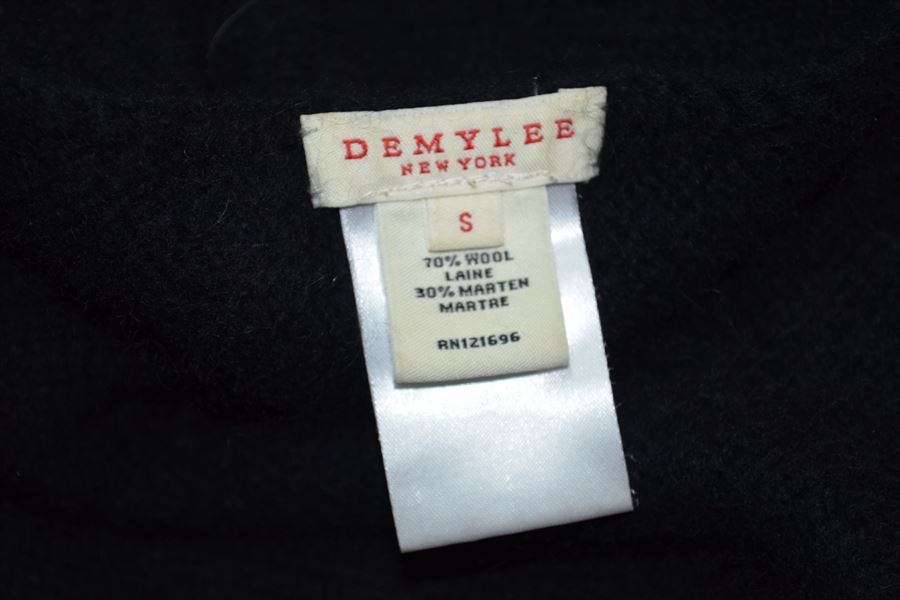 DEMYLEE
NEW YORK
S
70% WOOL
LAINE
30% MARTEN
MARTRE
RN121696